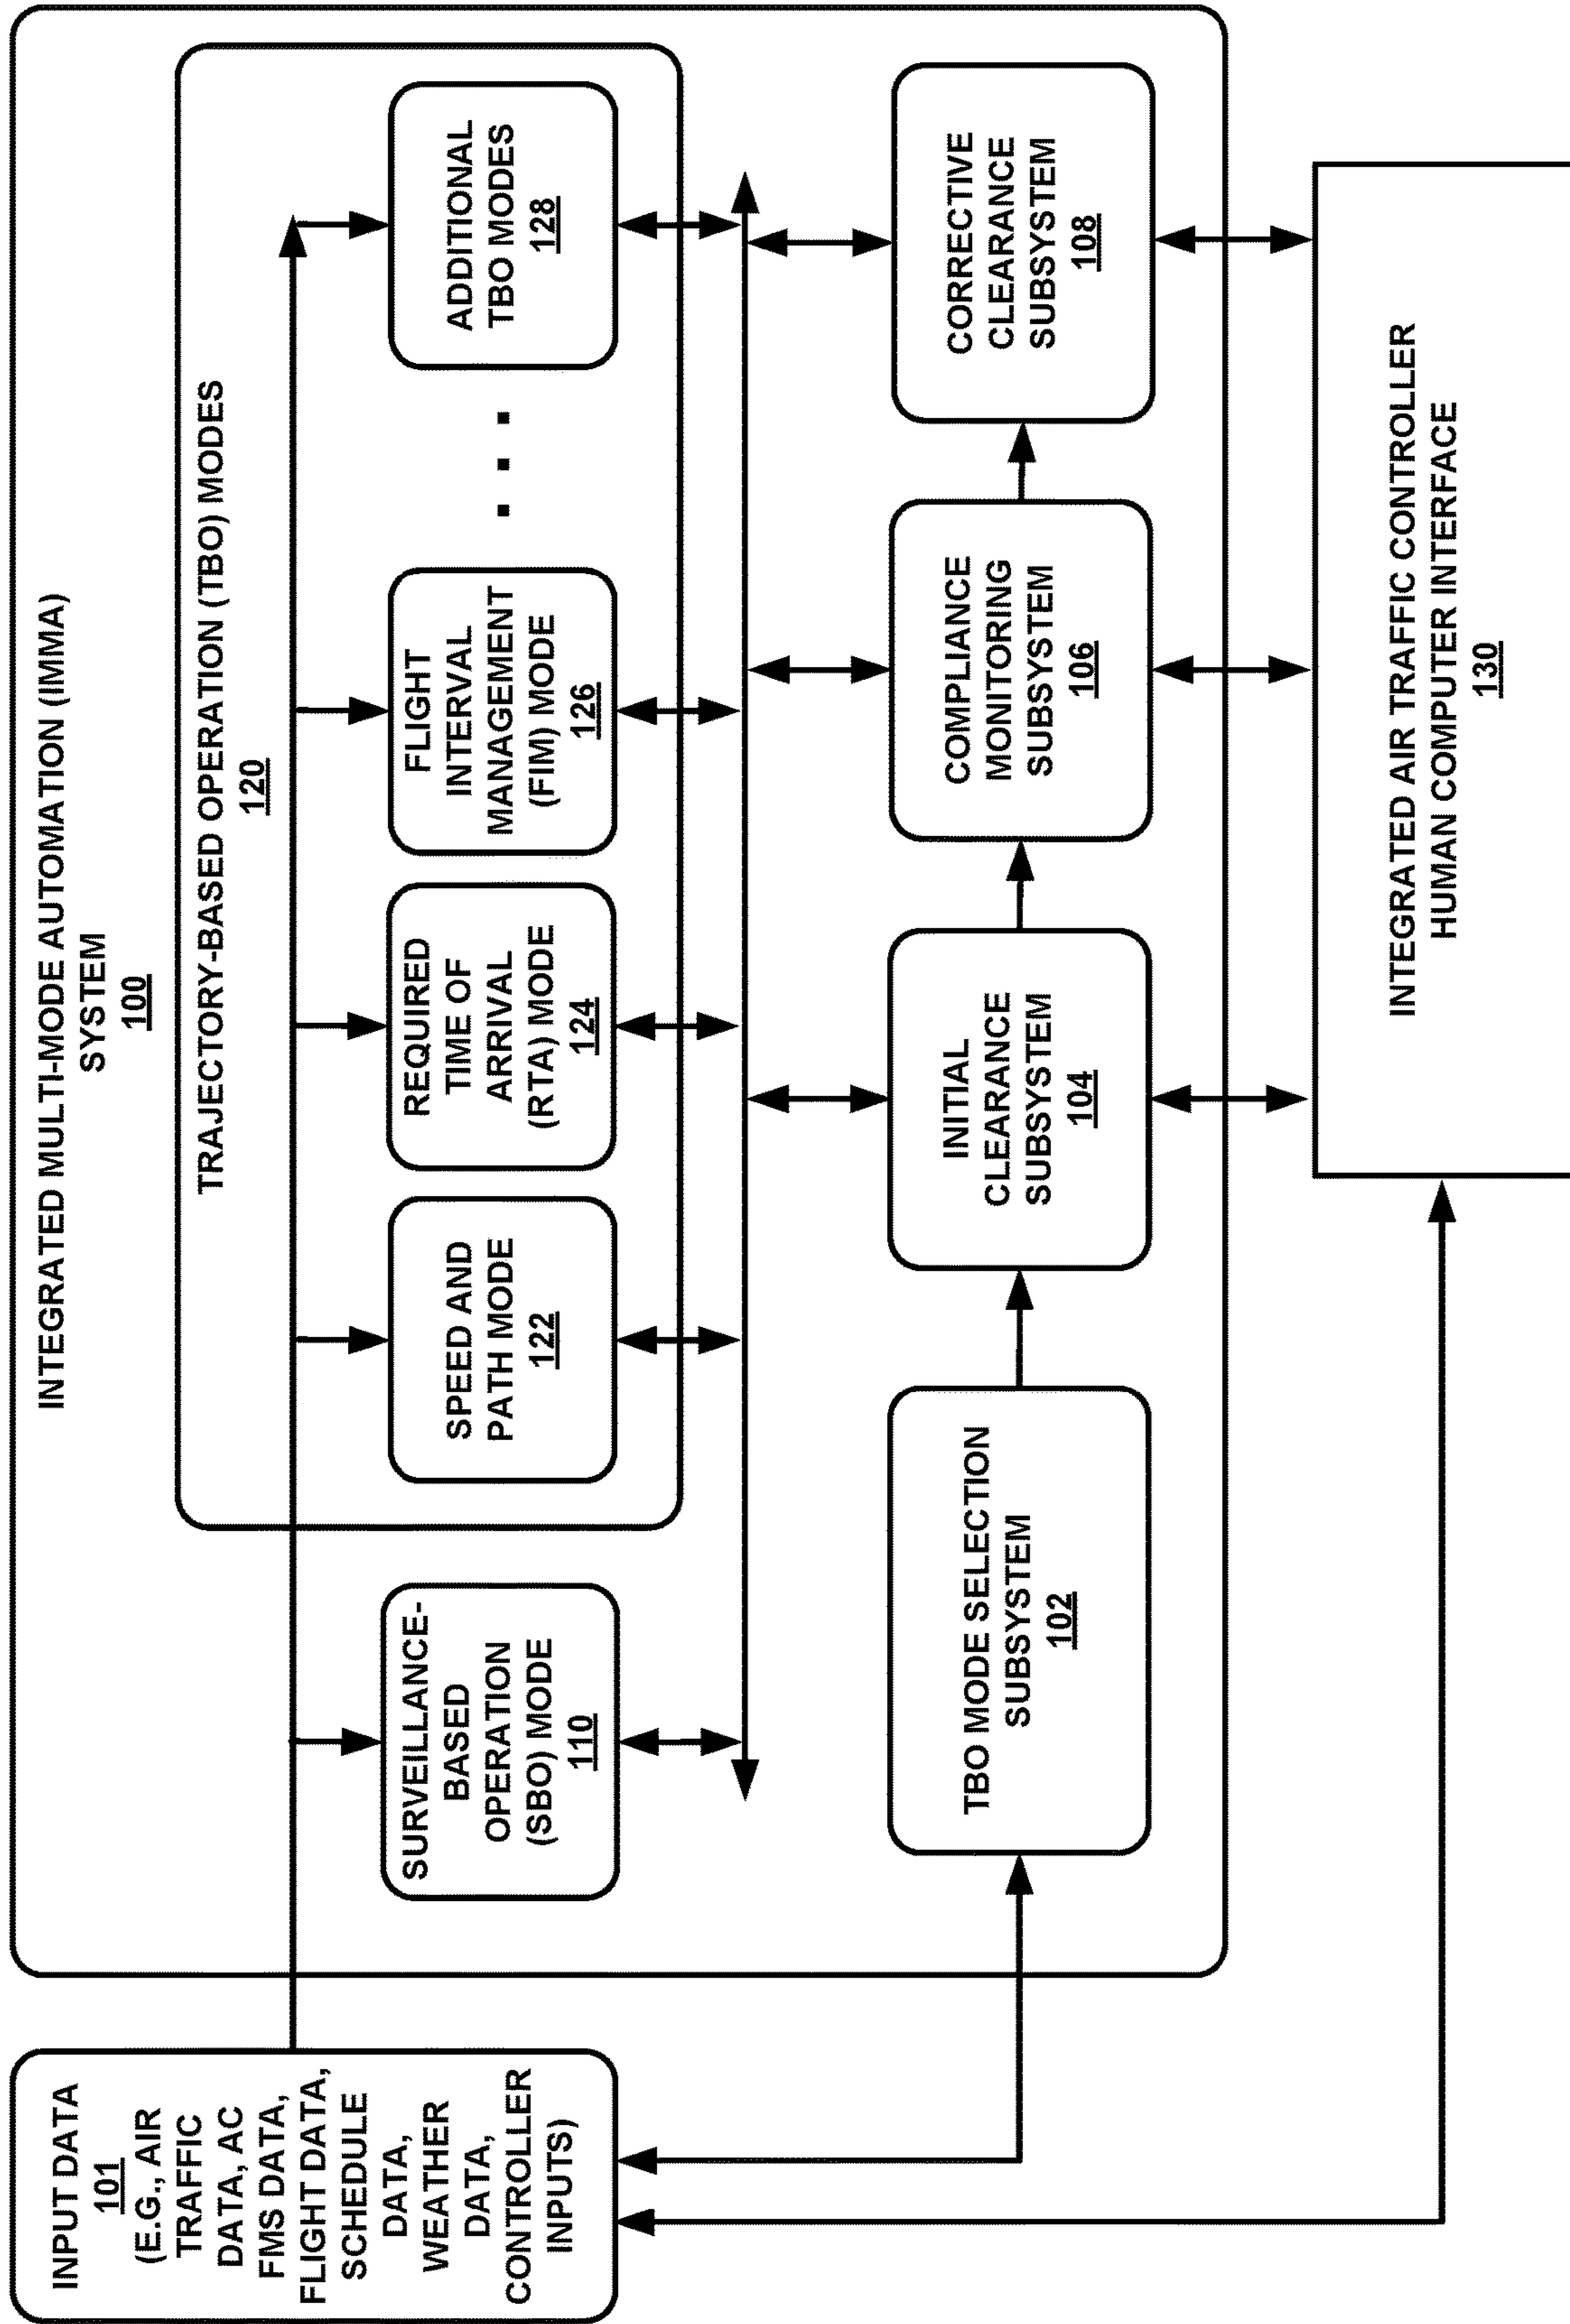 INPUT DATA
101
(E.G., AIR
TRAFFIC
DATA, AC
FMS DATA,
FLIGHT DATA,
SCHEDULE
DATA,
WEATHER
DATA,
CONTROLLER
INPUTS)
INTEGRATED MULTI-MODE AUTOMATION (IMMA)
SYSTEM
100
TRAJECTORY-BASED OPERATION (TBO) MODES
120
SURVEILLANCE-
BASED
OPERATION
(SBO) MODE
110
SPEED AND
PATH MODE
122
REQUIRED
TIME OF
ARRIVAL
(RTA) MODE
124
FLIGHT
INTERVAL
MANAGEMENT
(FIM) MODE
126
. . .
ADDITIONAL
TBO MODES
128
TBO MODE SELECTION
SUBSYSTEM
102
INITIAL
CLEARANCE
SUBSYSTEM
104
COMPLIANCE
MONITORING
SUBSYSTEM
106
CORRECTIVE
CLEARANCE
SUBSYSTEM
108
INTEGRATED AIR TRAFFIC CONTROLLER
HUMAN COMPUTER INTERFACE
130